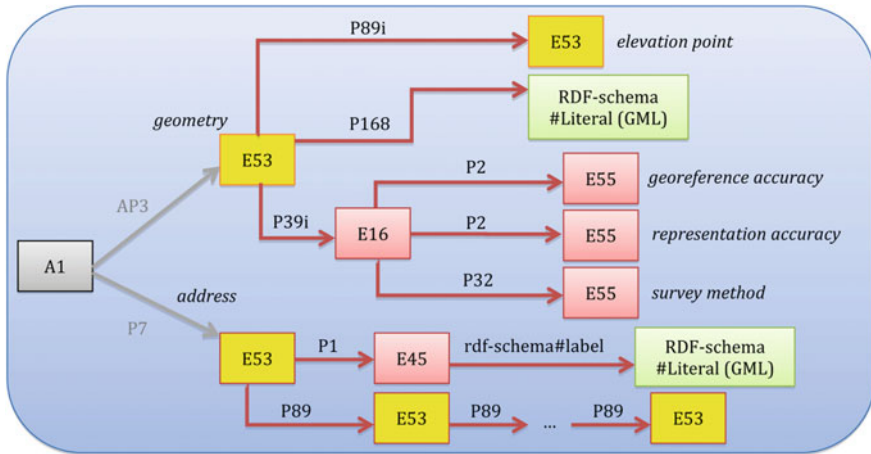 P89i
E53
elevation point
RDF-schema
#Literal (GML)
geometry
P168
E53
P2
E55
georeference accuracy
AP3
P39i
E16
P2
E55
representation accuracy
A1
P32
E55
survey method
address
P7
E53
P1
E45
rdf-schema#label
RDF-schema
#Literal (GML)
P89
E53
P89
...
P89
E53